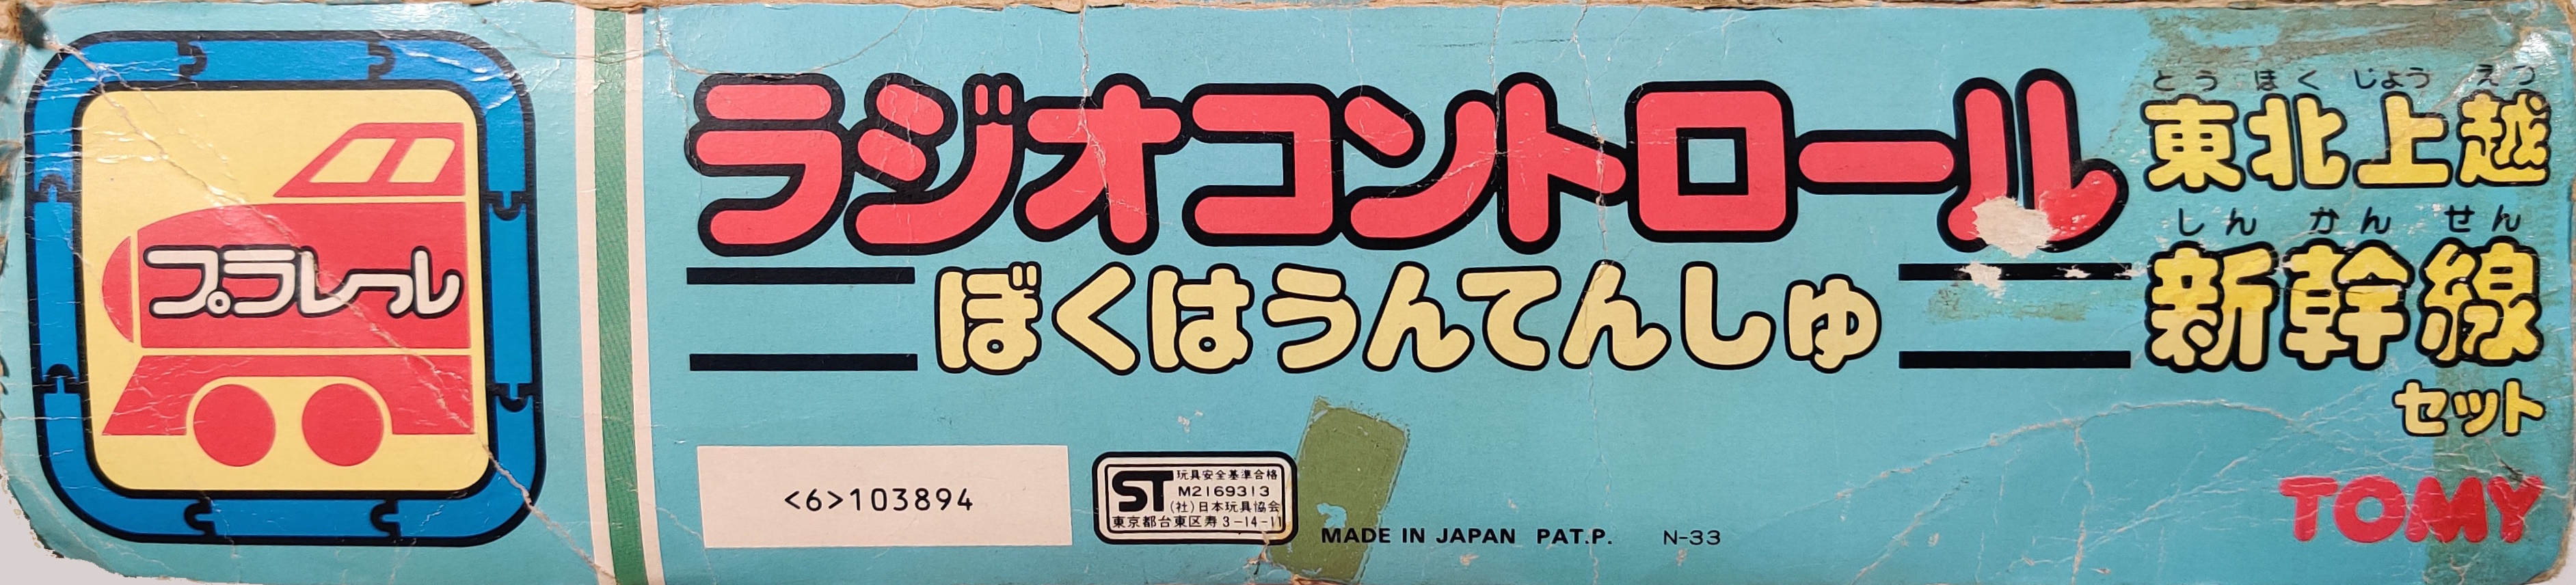 プラレール
ラジオコントロール
ぼくはうんてんしゅ
とうほくじょうえつ
東北上越
しんかんせん
新幹線
セット
<6>103894
ST
玩具安全基準合格
M2169313
(社)日本玩具協会
東京都台東区寿3-14-11
MADE IN JAPAN PAT.P. N-33
TOMY